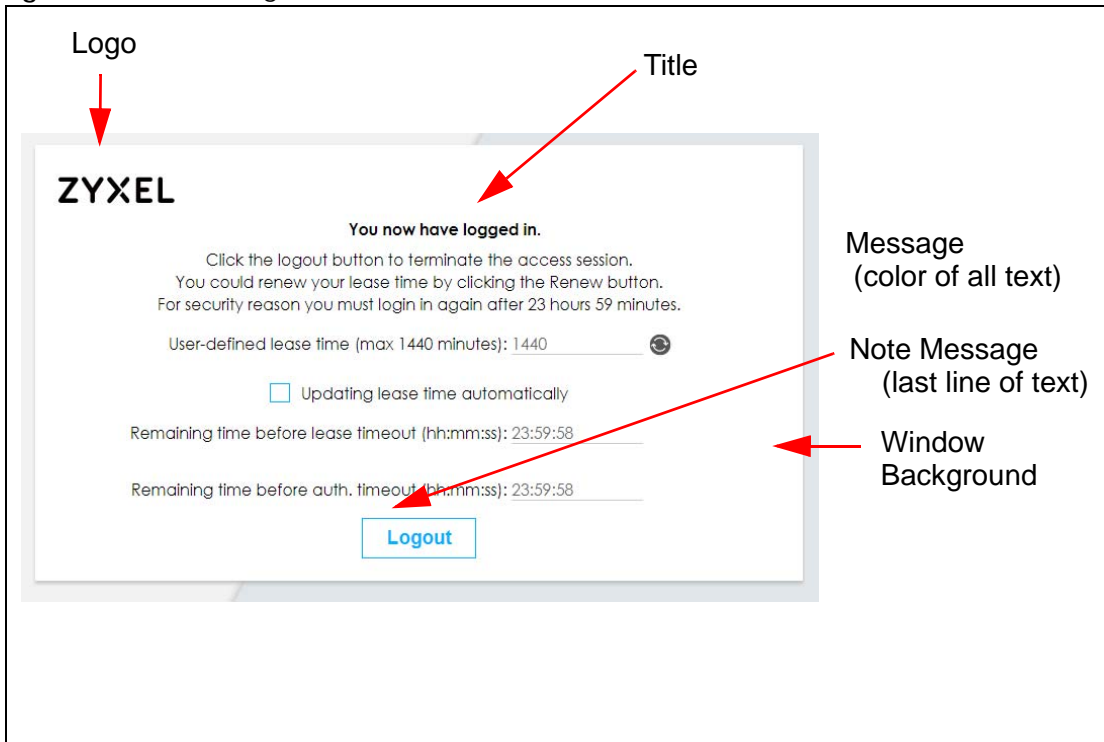 Logo
Title
ZYXEL
You now have logged in.
Click the logout button to terminate the access session.
You could renew your lease time by clicking the Renew button.
For security reason you must login in again after 23 hours 59 minutes.
Message
(color of all text)
User-defined lease time (max 1440 minutes): 1440
Note Message
(last line of text)
Updating lease time automatically
Remaining time before lease timeout (hh:mm:ss): 23:59:58
Window
Background
Remaining time before auth. timeout (hh:mm:ss): 23:59:58
Logout